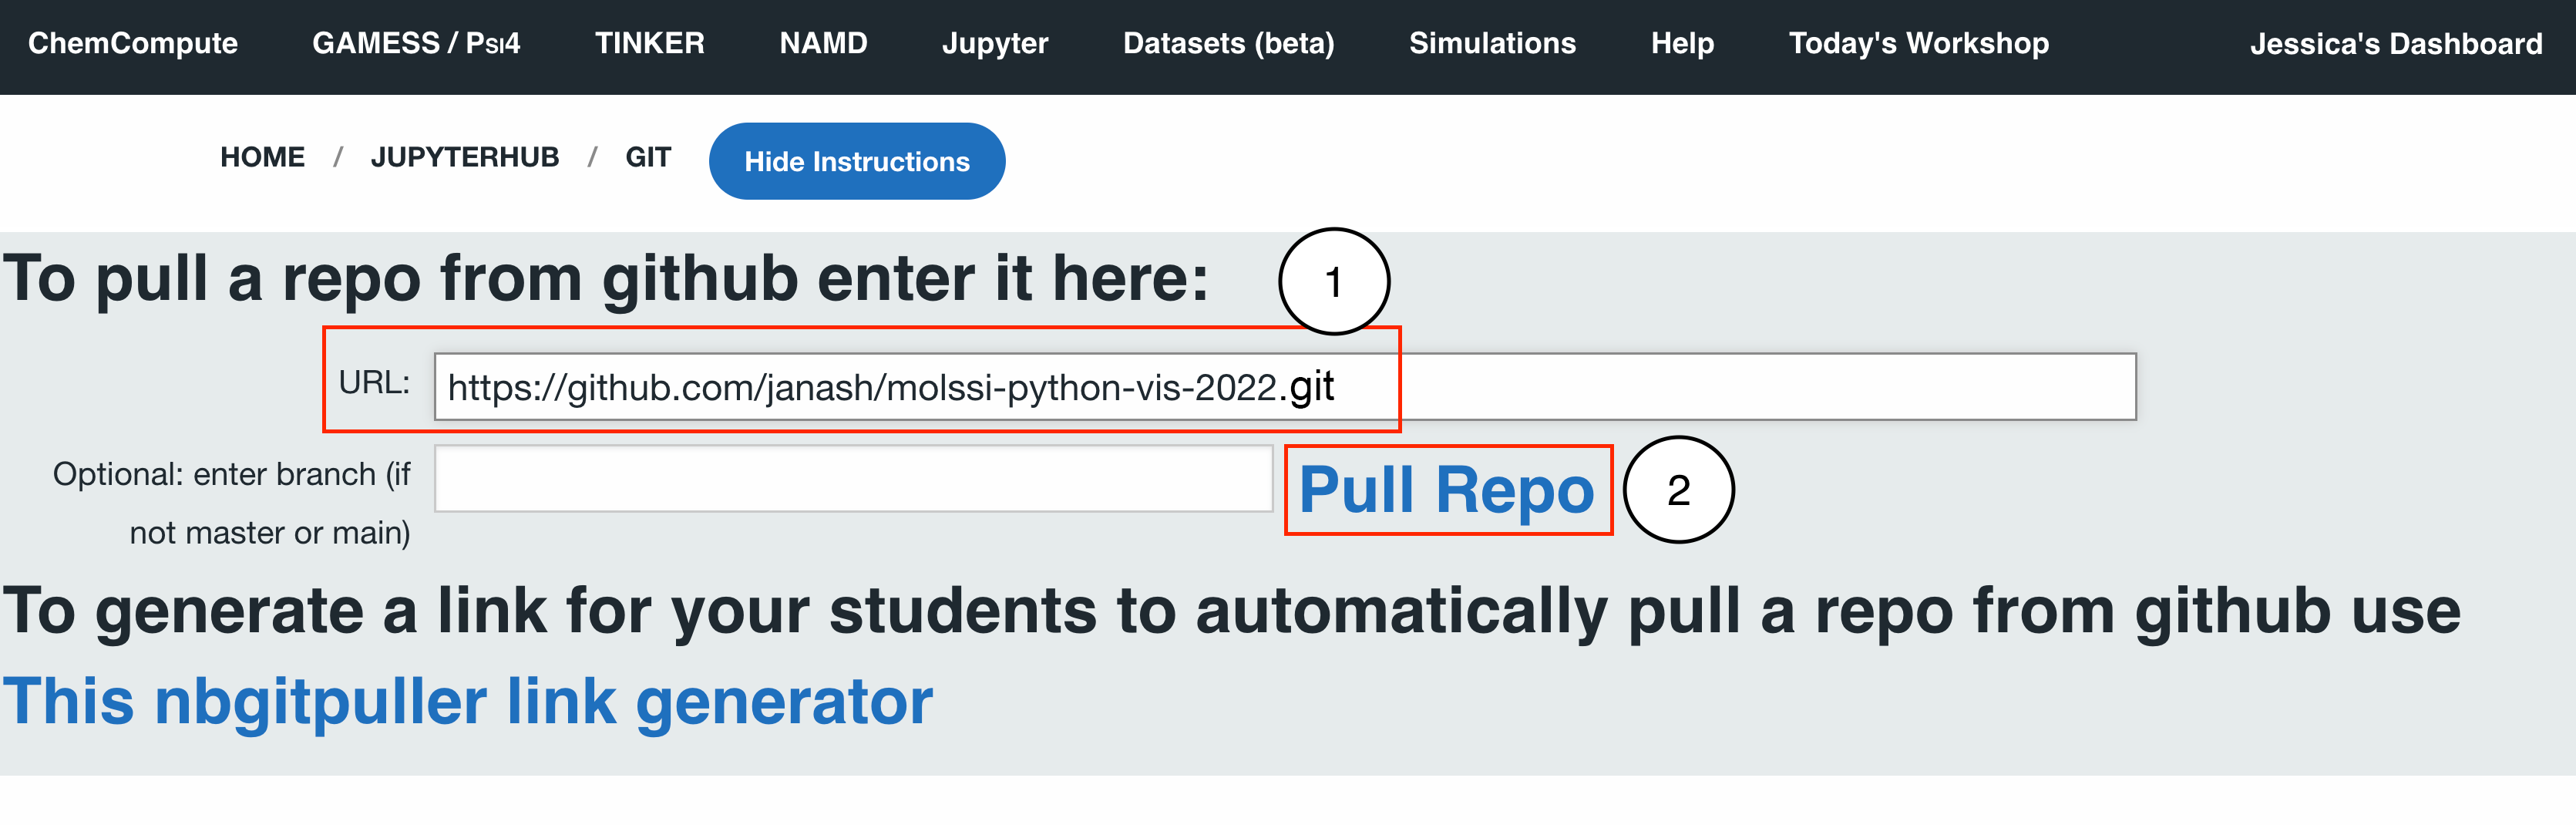 ChemCompute GAMESS / PSI4 TINKER NAMD Jupyter Datasets (beta) Simulations Help Today's Workshop Jessica's Dashboard
HOME / JUPYTERHUB / GIT Hide Instructions
To pull a repo from github enter it here: 1
URL: https://github.com/janash/molssi-python-vis-2022.git
Optional: enter branch (if
not master or main)
Pull Repo 2
To generate a link for your students to automatically pull a repo from github use
This nbgitpuller link generator